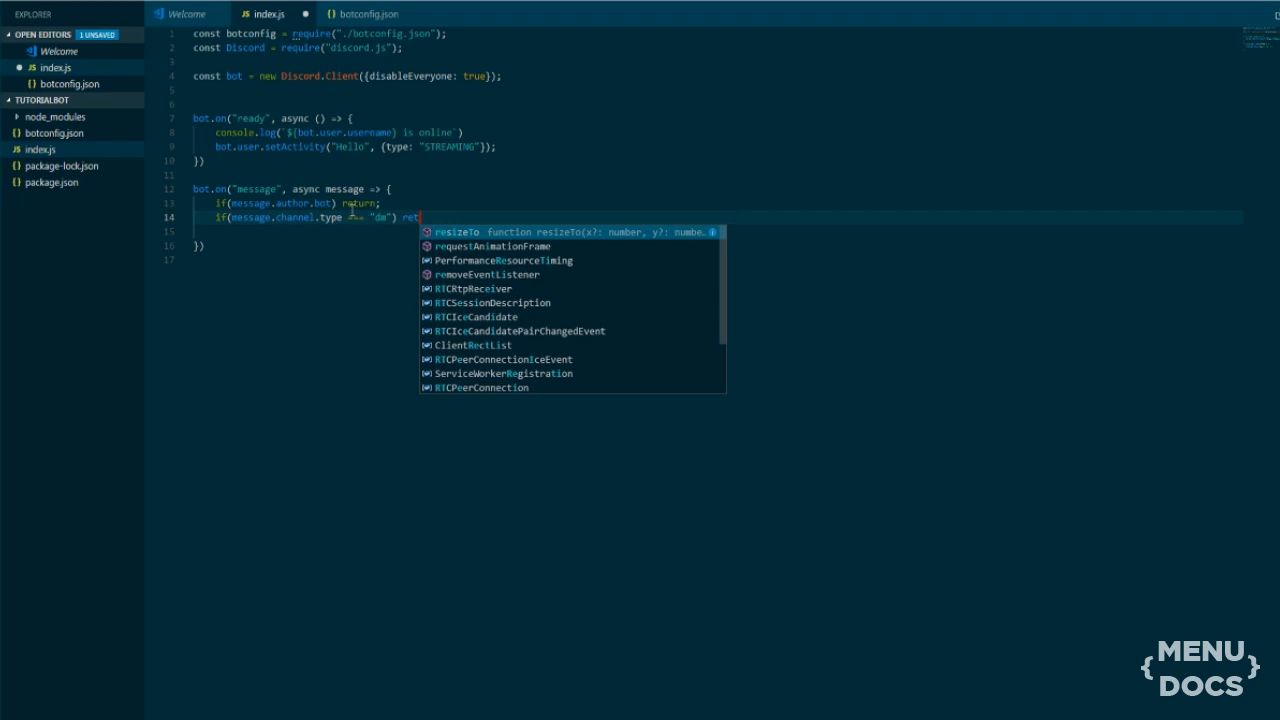 EXPLORER
OPEN EDITORS 1 UNSAVED
Welcome
JS index.js
{} botconfig.json
TUTORIALBOT
node_modules
{} botconfig.json
JS index.js
{} package-lock.json
{} package.json
Welcome JS index.js {} botconfig.json
1 const botconfig = require("./botconfig.json");
2 const Discord = require("discord.js");
3
4 const bot = new Discord.Client({disableEveryone: true});
5
6
7 bot.on("ready", async () => {
8 console.log(`${bot.user.username} is online`)
9 bot.user.setActivity("Hello", {type: "STREAMING"});
10 })
11
12 bot.on("message", async message => {
13 if(message.author.bot) return;
14 if(message.channel.type === "dm") ret
15
16 })
17
resizeTo function resizeTo(x?: number, y?: numbe…
requestAnimationFrame
PerformanceResourceTiming
removeEventListener
RTCRtpReceiver
RTCSessionDescription
RTCIceCandidate
RTCIceCandidatePairChangedEvent
ClientRectList
RTCPeerConnectionIceEvent
ServiceWorkerRegistration
RTCPeerConnection
{MENU
DOCS}